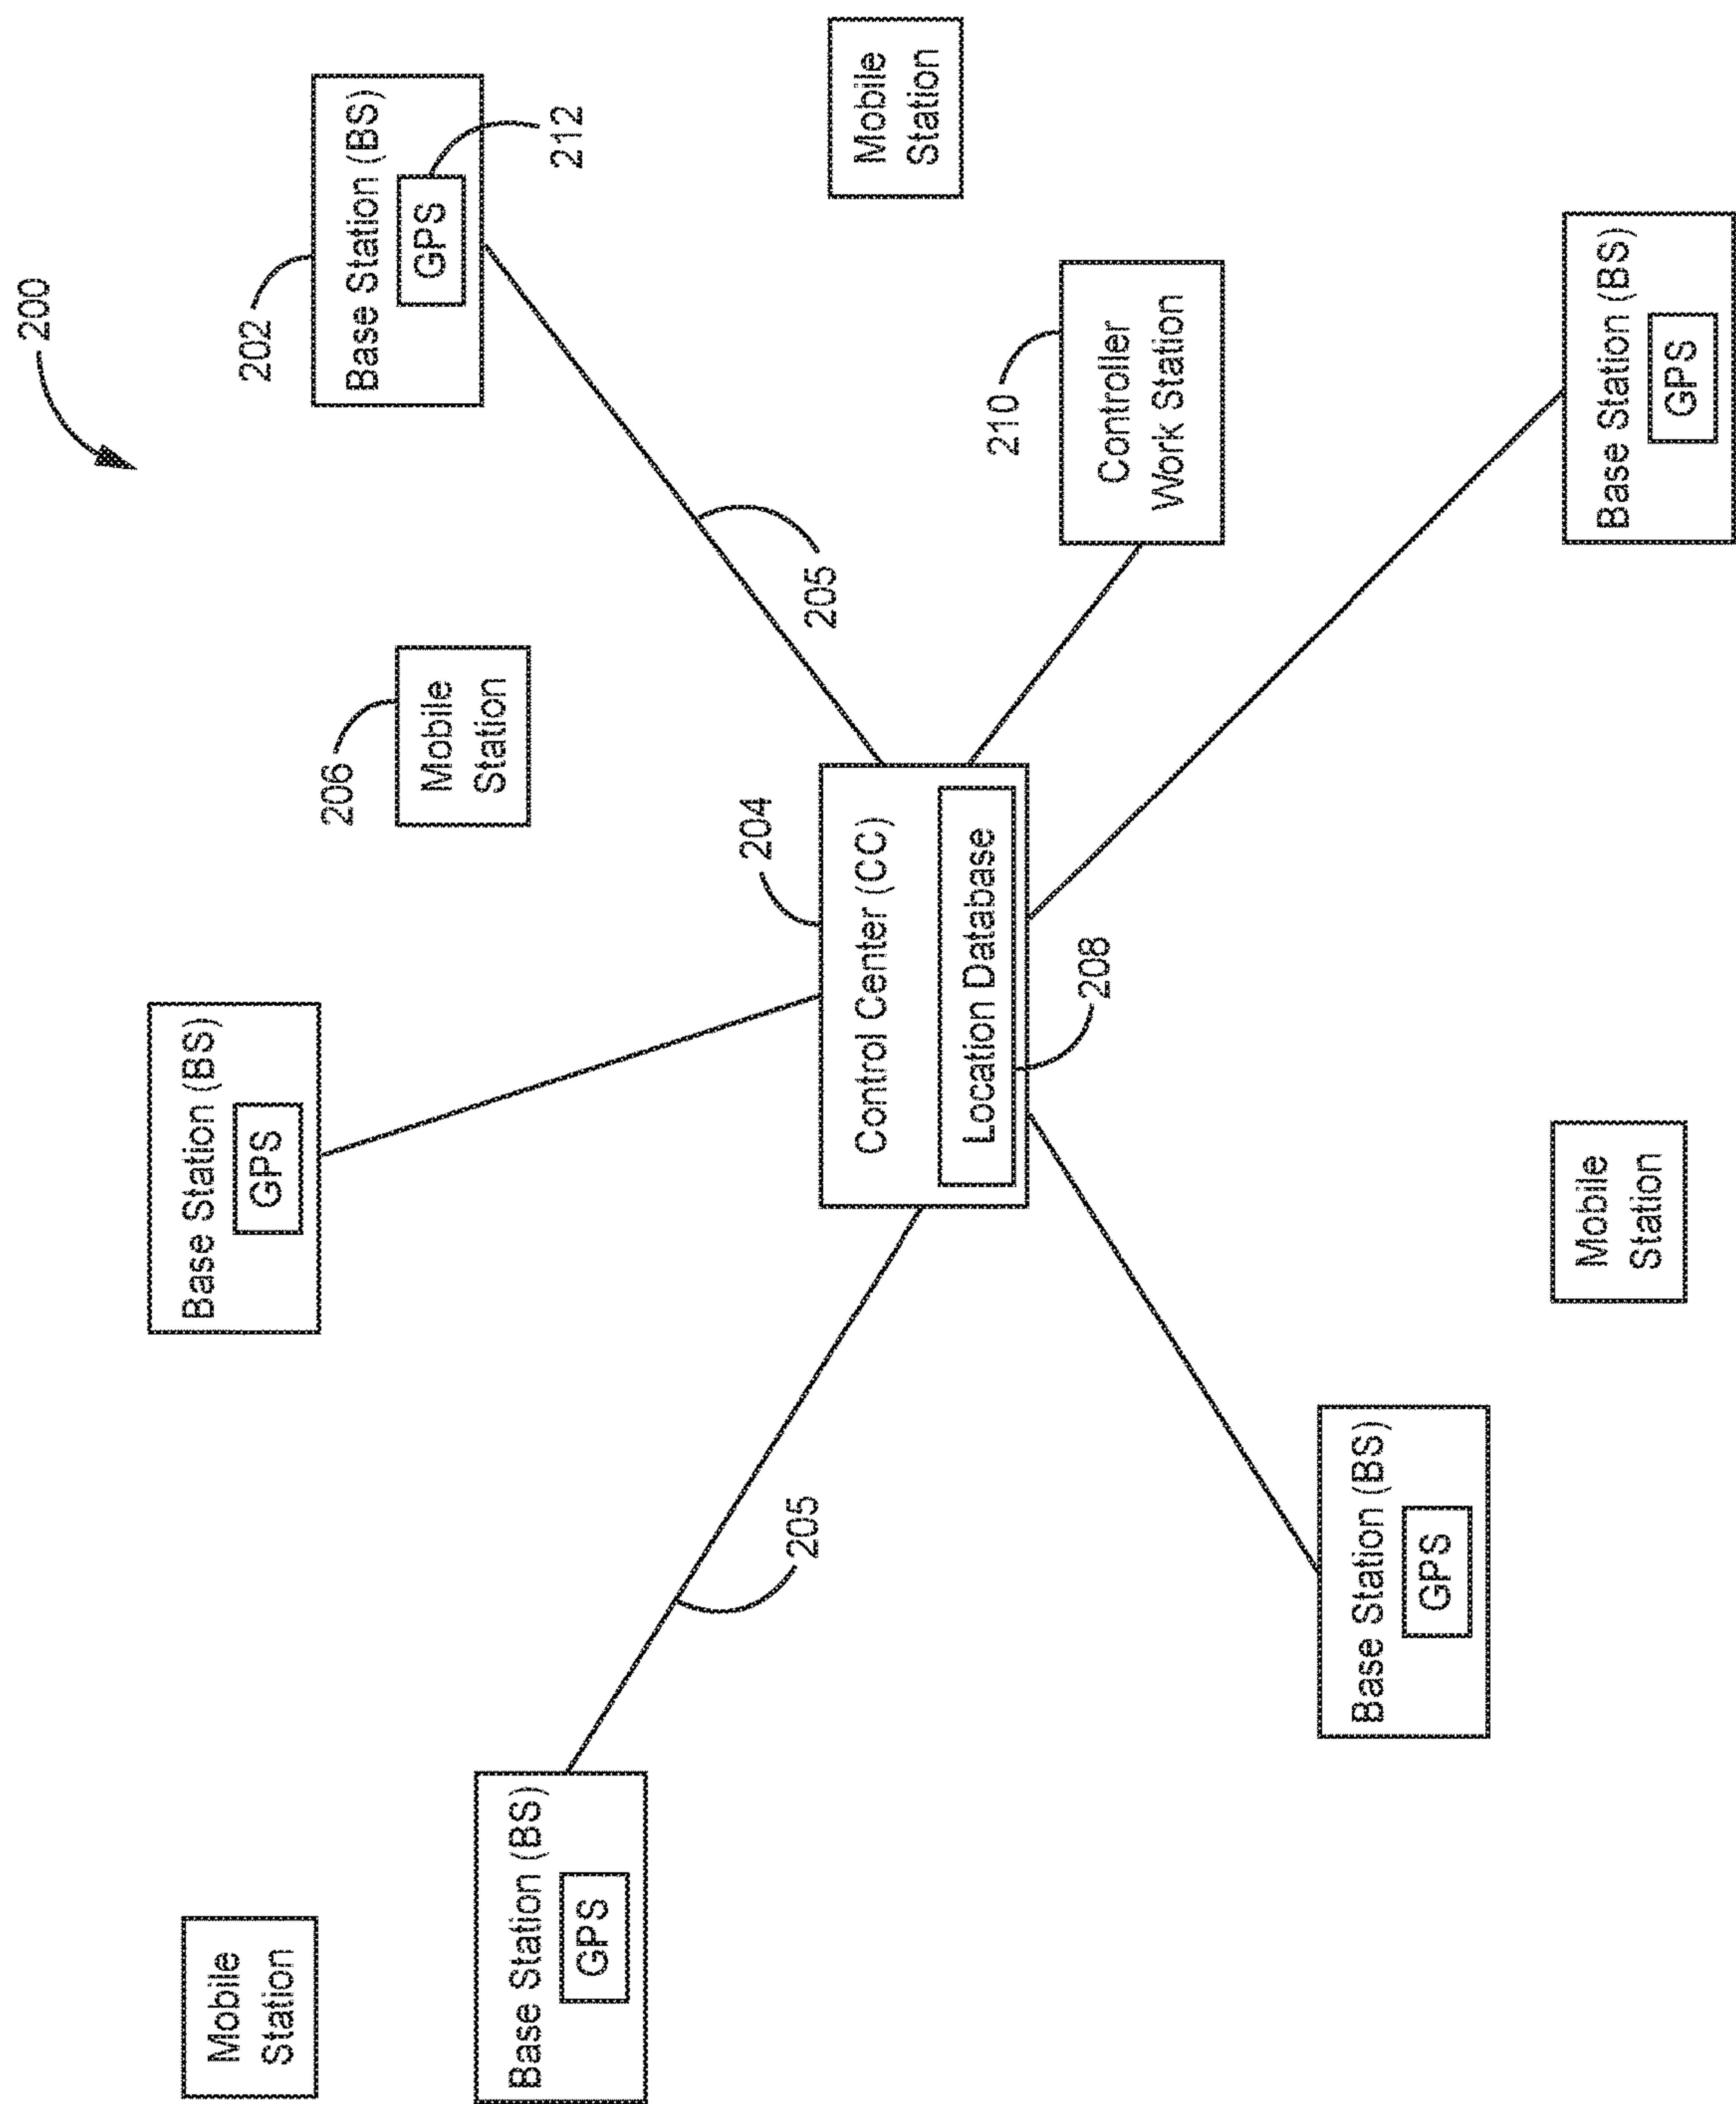 200
Base Station (BS)
GPS
Mobile
Station
202
Base Station (BS)
GPS
212
206
Mobile
Station
Base Station (BS)
GPS
204
205
205
Control Center (CC)
Location Database
208
Mobile
Station
210
Controller
Work Station
Base Station (BS)
GPS
Mobile
Station
Base Station (BS)
GPS